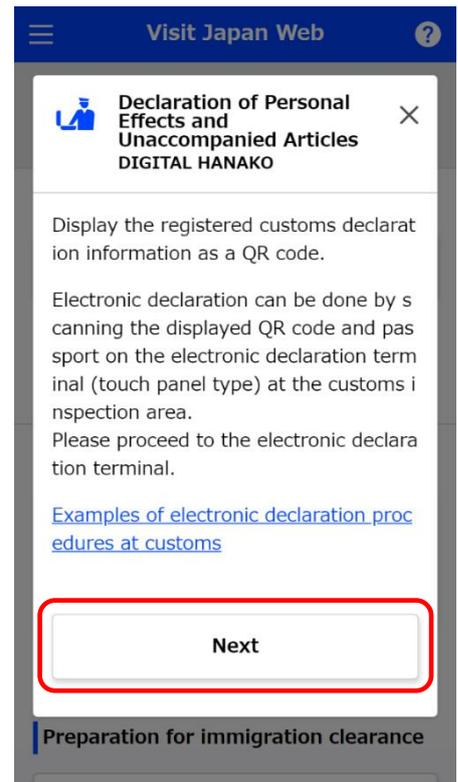 Visit Japan Web
?
Declaration of Personal
Effects and
Unaccompanied Articles
DIGITAL HANAKO
Display the registered customs declarat
ion information as a QR code.
Electronic declaration can be done by s
canning the displayed QR code and pas
sport on the electronic declaration term
inal (touch panel type) at the customs i
nspection area.
Please proceed to the electronic declara
tion terminal.
Examples of electronic declaration proc
edures at customs
Next
Preparation for immigration clearance